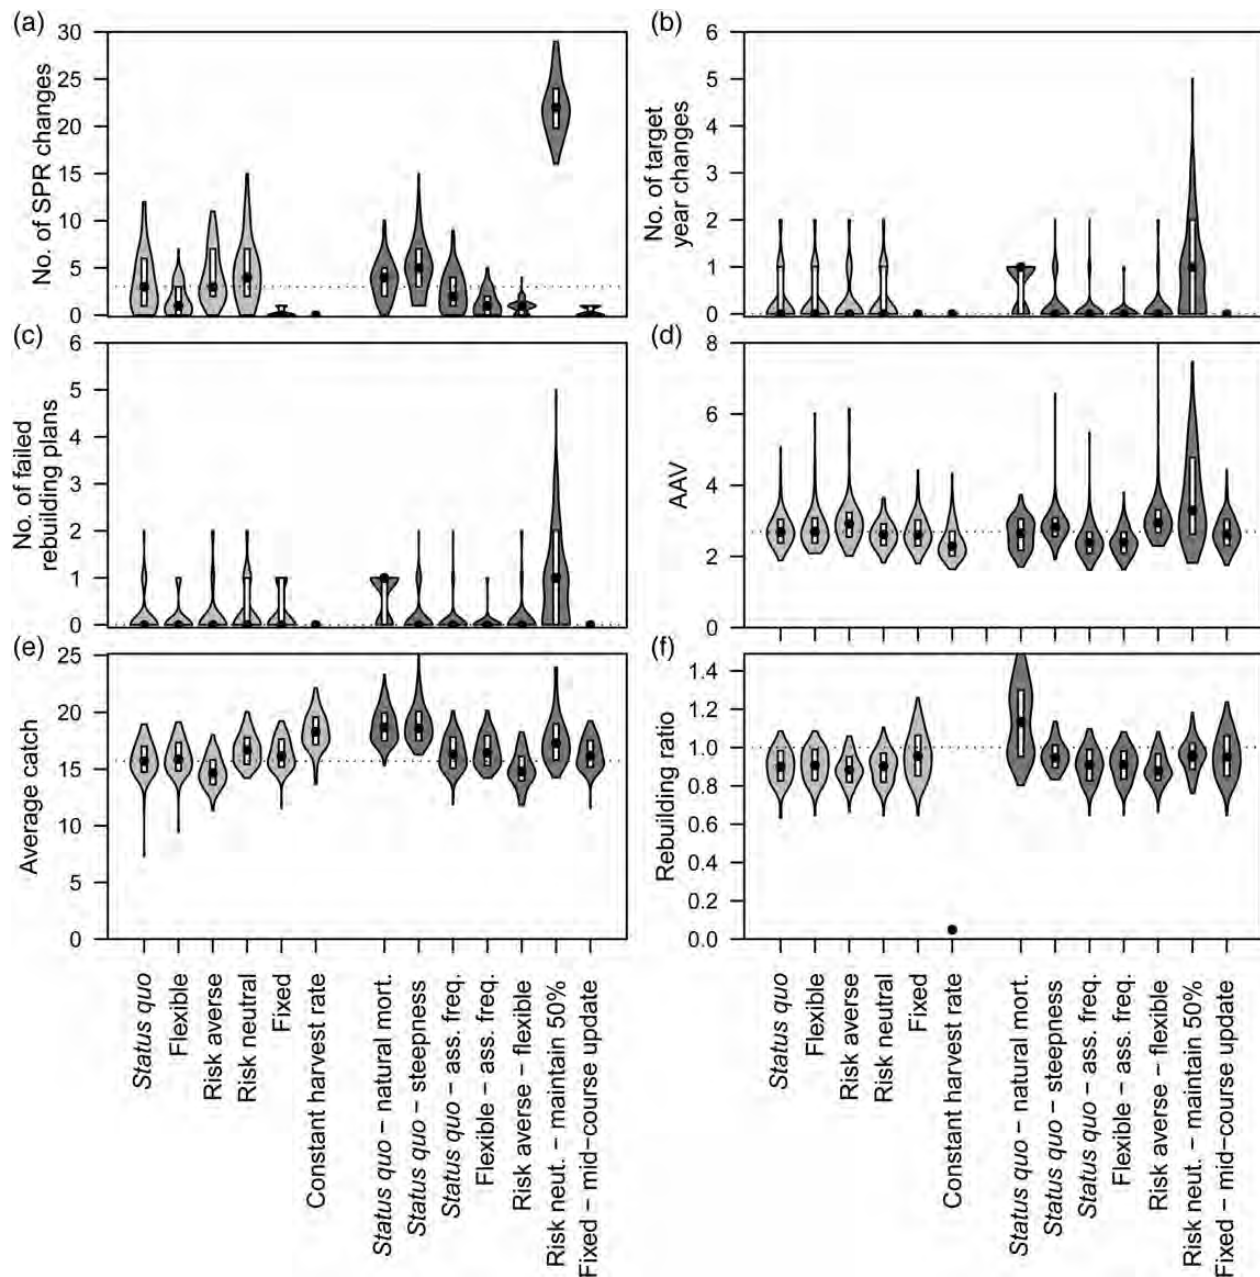 (a)
No. of SPR changes
30
25
20
15
10
5
0
(b)
No. of target
year changes
6
5
4
3
2
1
0
(c)
No. of failed
rebuilding plans
6
5
4
3
2
1
0
(d)
AAV
8
6
4
2
0
(e)
Average catch
25
20
15
10
5
0
(f)
Rebuilding ratio
1.4
1.2
1.0
0.8
0.6
0.4
0.2
0.0
Status quo
Flexible
Risk averse
Risk neutral
Fixed
Constant harvest rate
Status quo − natural mort.
Status quo − steepness
Status quo − ass. freq.
Flexible − ass. freq.
Risk averse − flexible
Risk neut. − maintain 50%
Fixed − mid−course update
Status quo
Flexible
Risk averse
Risk neutral
Fixed
Constant harvest rate
Status quo − natural mort.
Status quo − steepness
Status quo − ass. freq.
Flexible − ass. freq.
Risk averse − flexible
Risk neut. − maintain 50%
Fixed − mid−course update